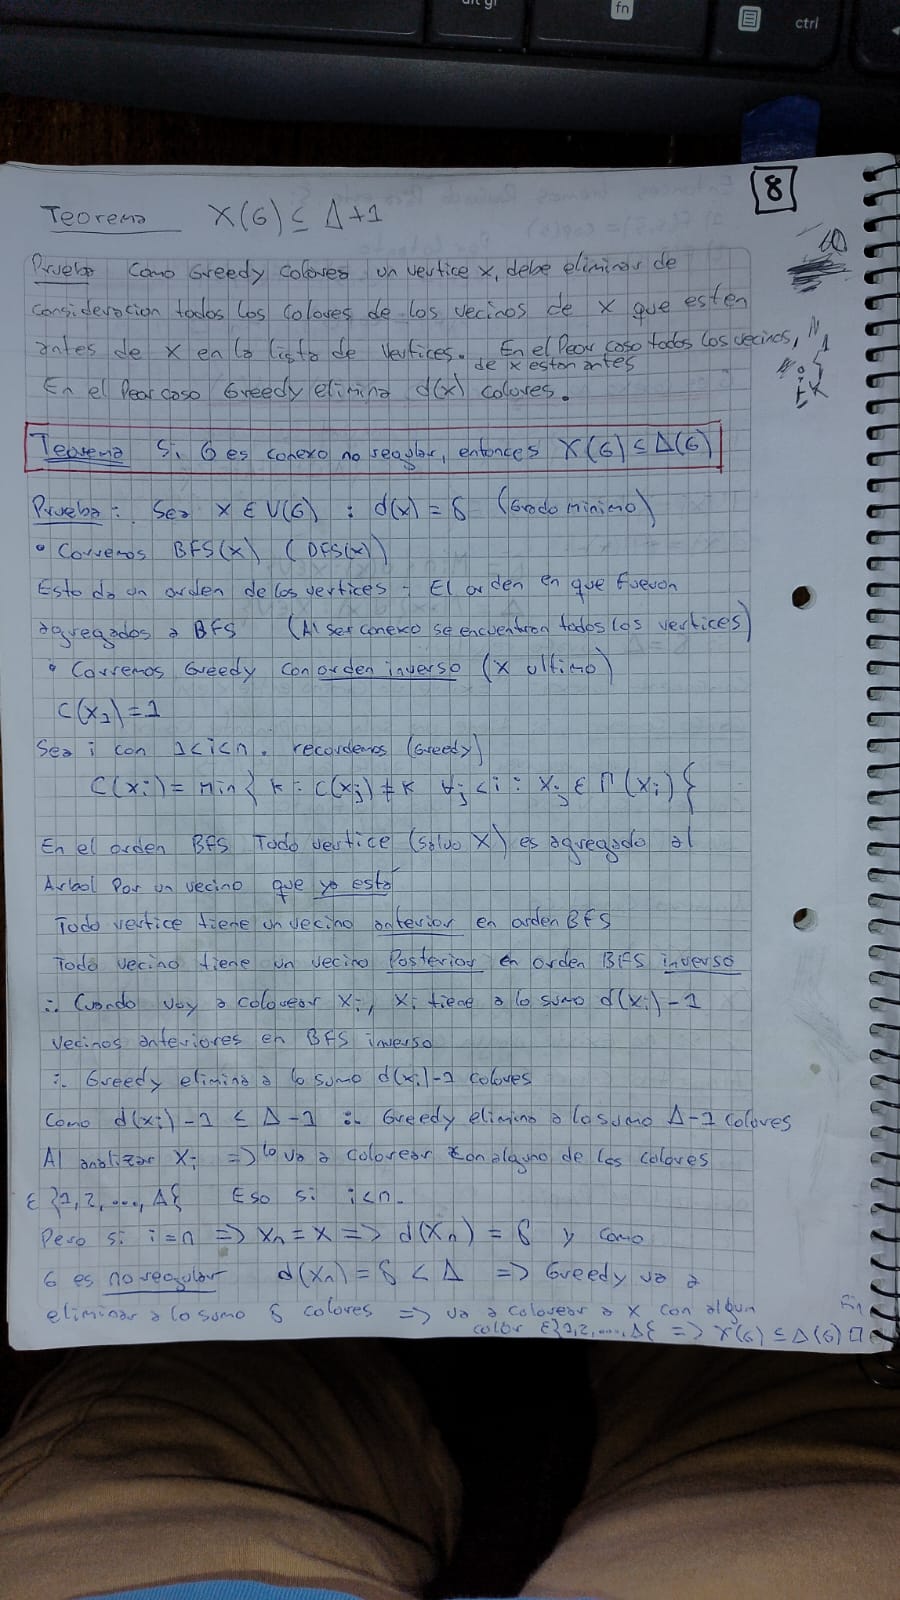 alt gr
fn
ctrl
8
Teorema X(G) ≤ Δ+1
Prueba Como Greedy colorea un vertice x, debe eliminar de
consideracion todos los colores de los vecinos de x que esten
antes de x en la lista de vertices. En el Peor caso todos los vecinos,
de x estan antes
En el Peor caso Greedy elimina d(x) colores.
Teorema Si G es conexo no regular, entonces X(G) ≤ Δ(G)
Prueba: Sea x ∈ V(G) : d(x) = δ (Grado minimo)
• Corremos BFS(x) (DFS(x))
Esto da un orden de los vertices - El orden en que fueron
agregados a BFS (Al ser conexo se encuentran todos los vertices)
• Corremos Greedy con orden inverso (x ultimo)
C(x₁) = 1
Sea i con 1<i<n. recordemos (Greedy)
C(xᵢ) = Min { k : C(xⱼ) ≠ k ∀j<i : xⱼ ∈ Γ(xᵢ) }
En el orden BFS Todo vertice (salvo X) es agregado al
Arbol Por un vecino que ya está
Todo vertice tiene un vecino anterior en orden BFS
Todo vecino tiene un vecino Posterior en orden BFS inverso
∴ Cuando voy a colorear xᵢ, xᵢ tiene a lo sumo d(xᵢ)-1
vecinos anteriores en BFS inverso
∴ Greedy elimina a lo sumo d(xᵢ)-1 colores
Como d(xᵢ)-1 ≤ Δ-1 ∴ Greedy elimina a lo sumo Δ-1 colores
Al analizar xᵢ => lo va a colorear con alguno de los colores
∈ {1,2,...,Δ} Eso si i<n.
Pero si i=n => xₙ=x => d(xₙ) = δ y como
G es no regular d(xₙ) = δ < Δ => Greedy va a
eliminar a lo sumo δ colores => va a colorear a x con algun
color ∈{1,2,...,Δ} => X(G) ≤ Δ(G) □
Fin